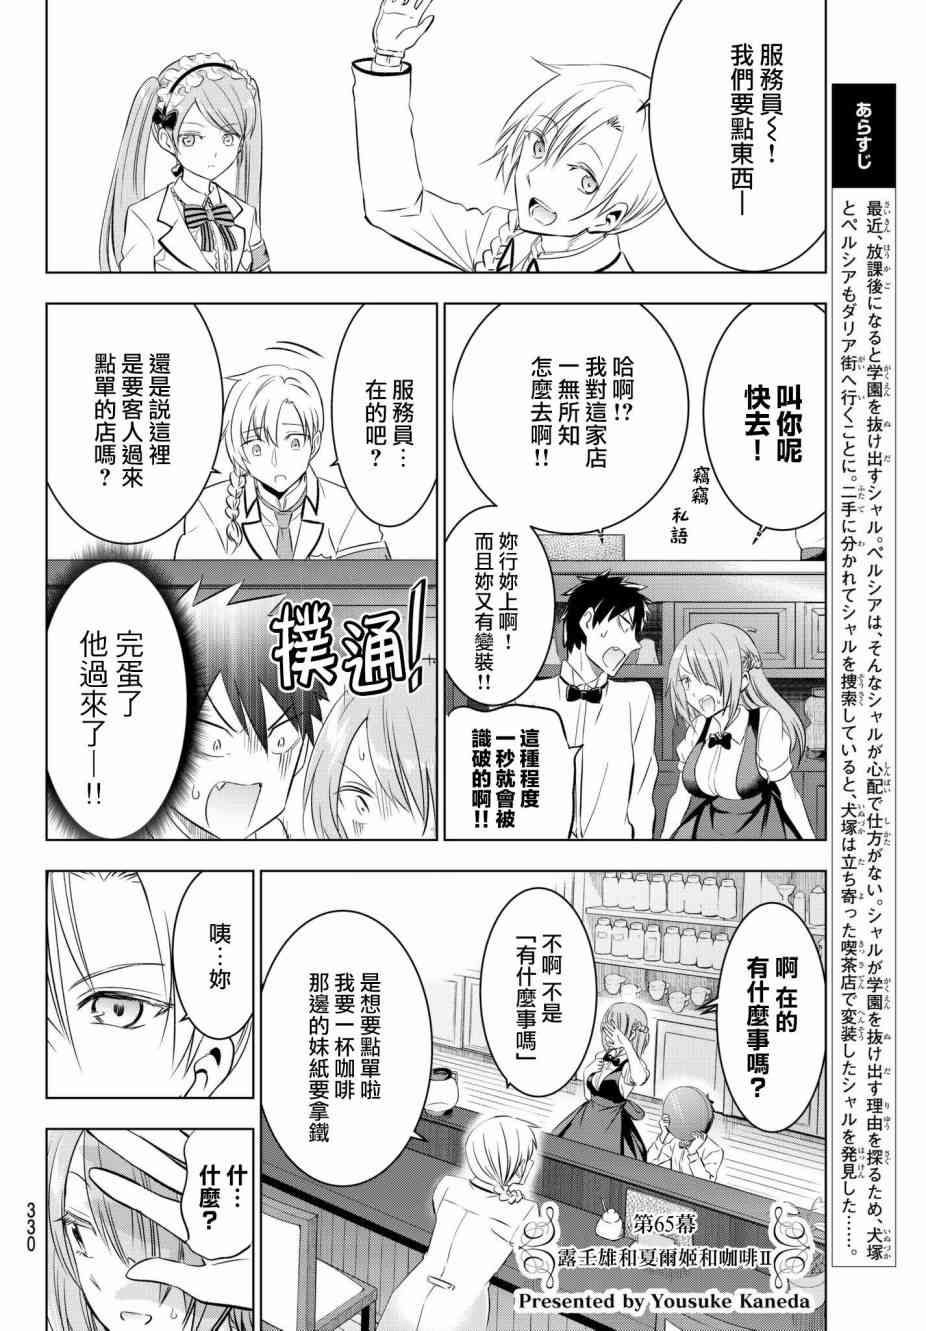 あらすじ
最近、放課後になると学園を抜け出すシャル。ペルシアは、そんなシャルが心配で仕方がない。シャルが学園を抜け出す理由を探るため、犬塚
とペルシアもダリア街へ行くことに。二手に分かれてシャルを捜索していると、犬塚は立ち寄った喫茶店で変装したシャルを発見した……。
服務員~!
我們要點東西—
叫你呢
快去!
竊竊
私語
哈啊!?
我對這家店
一無所知
怎麼去啊!!
妳行妳上啊!
而且妳又有變裝!!
這種程度
一秒就會被
識破的啊!!
服務員…
在的吧?
還是說這裡
是要客人過來
點單的店嗎?
撲通!
完蛋了
他過來了—!!
啊 在的
有什麼事嗎?
不啊 不是
「有什麼事嗎」
是想要點單啦
我要一杯咖啡
那邊的妹紙要拿鐵
咦…妳
什…
什麼?
第65幕
露壬雄和夏爾姬和咖啡II
Presented by Yousuke Kaneda
330